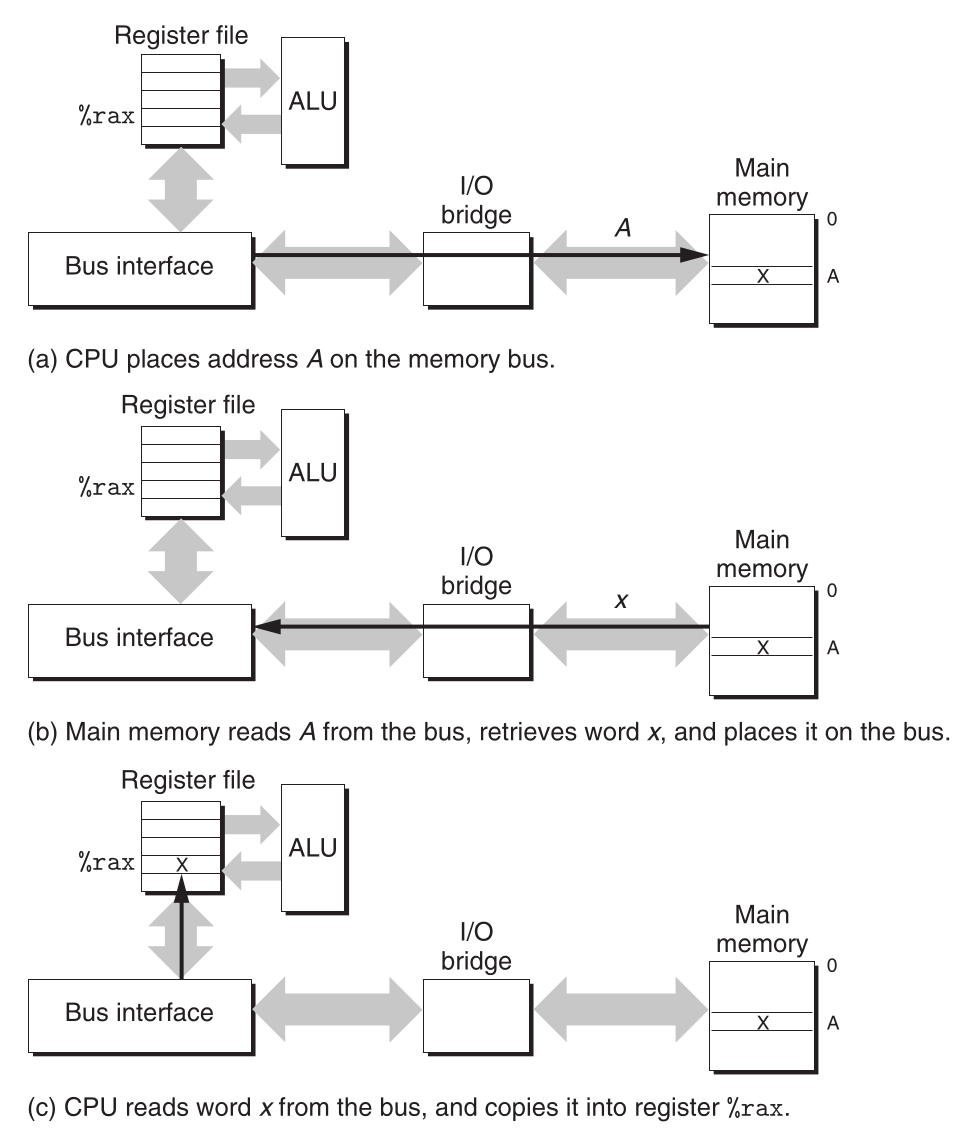 Register file
ALU
%rax
I/O
bridge
Main
memory
0
A
Bus interface
X
A
(a) CPU places address A on the memory bus.
Register file
ALU
%rax
I/O
bridge
Main
memory
0
x
Bus interface
X
A
(b) Main memory reads A from the bus, retrieves word x, and places it on the bus.
Register file
ALU
%rax
X
I/O
bridge
Main
memory
0
Bus interface
X
A
(c) CPU reads word x from the bus, and copies it into register %rax.